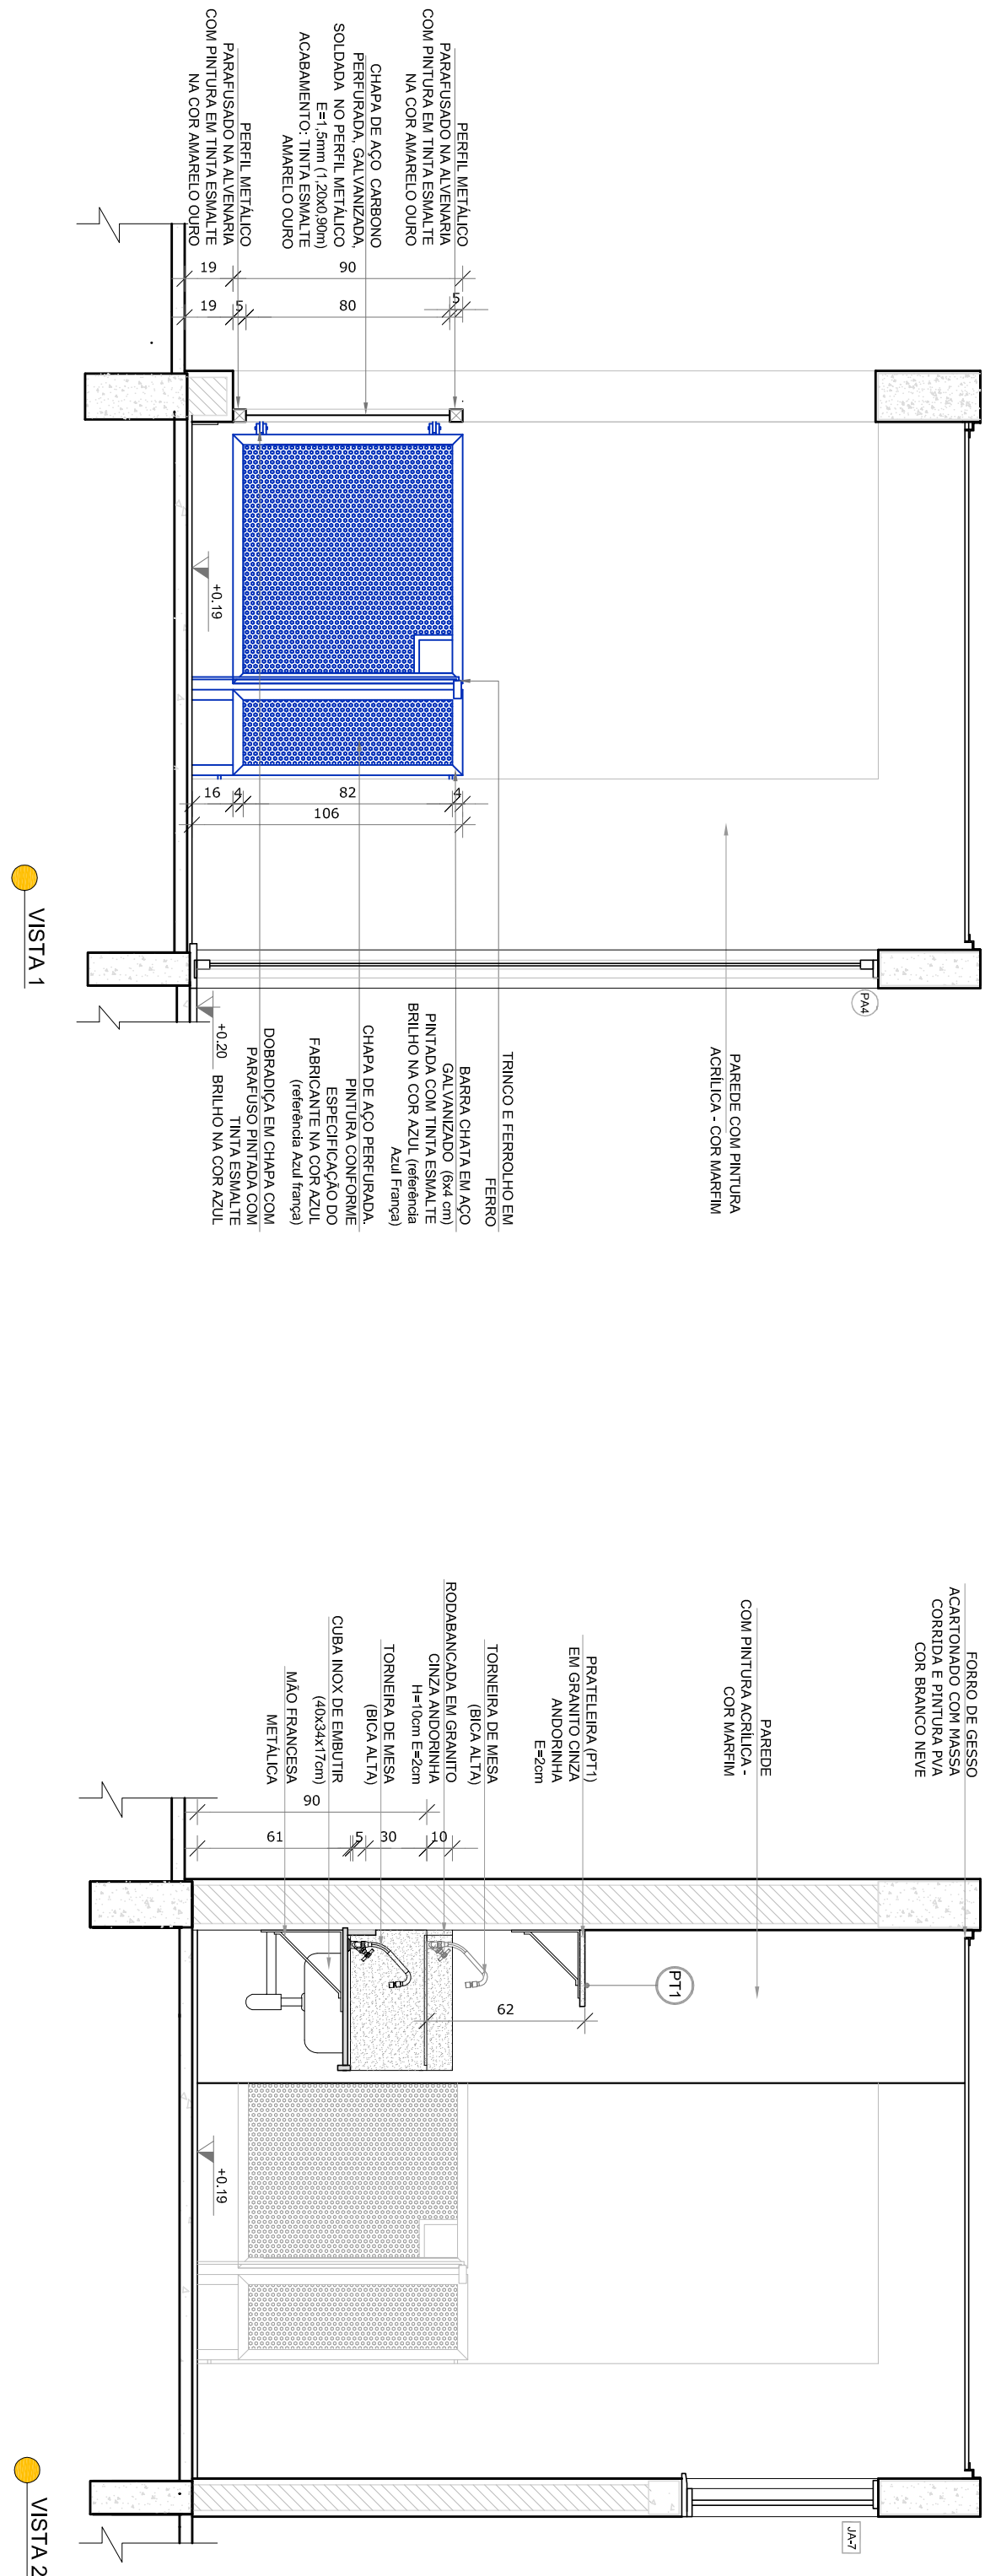 PERFIL METÁLICO
PARAFUSADO NA ALVENARIA
COM PINTURA EM TINTA ESMALTE
NA COR AMARELO OURO
CHAPA DE AÇO CARBONO
PERFURADA, GALVANIZADA,
SOLDADA NO PERFIL METÁLICO
E=1,5mm (1,20x0,90m)
ACABAMENTO: TINTA ESMALTE
AMARELO OURO
PERFIL METÁLICO
PARAFUSADO NA ALVENARIA
COM PINTURA EM TINTA ESMALTE
NA COR AMARELO OURO
90
19
5
80
5
19
+0.19
4
82
4
16
106
PA4
+0.20
PAREDE COM PINTURA
ACRÍLICA - COR MARFIM
TRINCO E FERROLHO EM
FERRO
BARRA CHATA EM AÇO
GALVANIZADO (6x4 cm)
PINTADA COM TINTA ESMALTE
BRILHO NA COR AZUL (referência
Azul França)
CHAPA DE AÇO PERFURADA.
PINTURA CONFORME
ESPECIFICAÇÃO DO
FABRICANTE NA COR AZUL
(referência Azul frança)
DOBRADIÇA EM CHAPA COM
PARAFUSO PINTADA COM
TINTA ESMALTE
BRILHO NA COR AZUL
VISTA 1
FORRO DE GESSO
ACARTONADO COM MASSA
CORRIDA E PINTURA PVA
COR BRANCO NEVE
PAREDE
COM PINTURA ACRÍLICA -
COR MARFIM
PRATELEIRA (PT1)
EM GRANITO CINZA
ANDORINHA
E=2cm
TORNEIRA DE MESA
(BICA ALTA)
RODABANCADA EM GRANITO
CINZA ANDORINHA
H=10cm E=2cm
TORNEIRA DE MESA
(BICA ALTA)
CUBA INOX DE EMBUTIR
(40x34x17cm)
MÃO FRANCESA
METÁLICA
90
10
30
5
61
PT1
62
+0.19
JA-7
VISTA 2